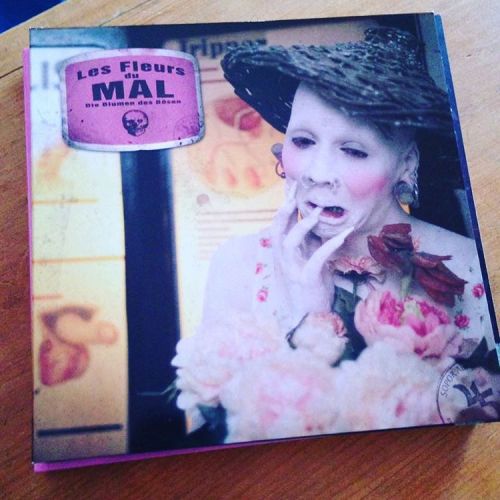 Les Fleurs
du
MAL
Die Blumen des Bösen